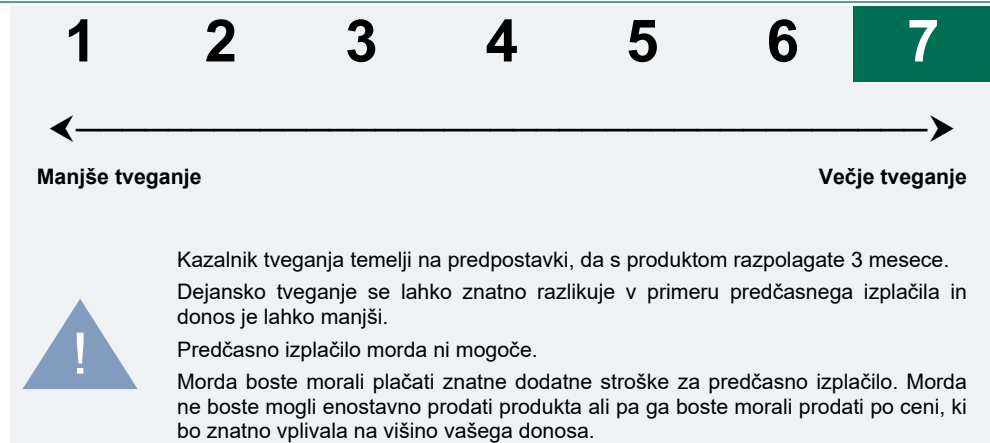 1 2 3 4 5 6 7
Manjše tveganje Večje tveganje
Kazalnik tveganja temelji na predpostavki, da s produktom razpolagate 3 mesece.
Dejansko tveganje se lahko znatno razlikuje v primeru predčasnega izplačila in
donos je lahko manjši.
!
Predčasno izplačilo morda ni mogoče.
Morda boste morali plačati znatne dodatne stroške za predčasno izplačilo. Morda
ne boste mogli enostavno prodati produkta ali pa ga boste morali prodati po ceni, ki
bo znatno vplivala na višino vašega donosa.